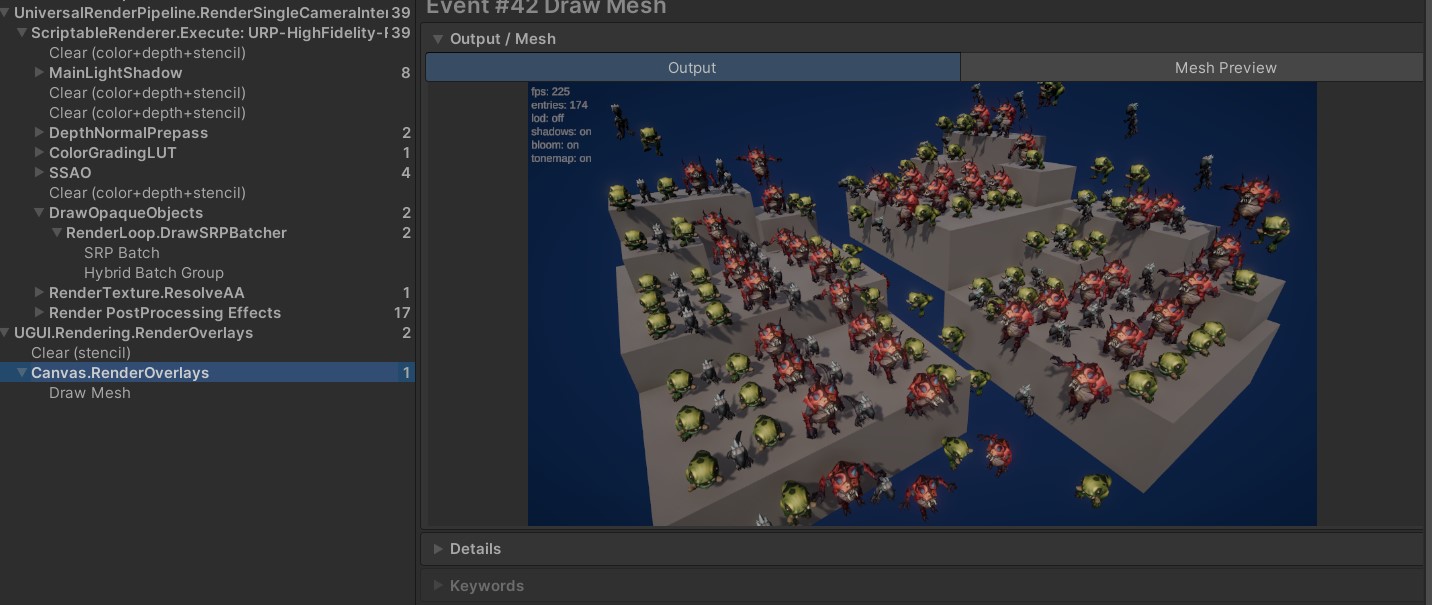 UniversalRenderPipeline.RenderSingleCameraInter 39
ScriptableRenderer.Execute: URP-HighFidelity-F 39
Clear (color+depth+stencil)
MainLightShadow 8
Clear (color+depth+stencil)
Clear (color+depth+stencil)
DepthNormalPrepass 2
ColorGradingLUT 1
SSAO 4
Clear (color+depth+stencil)
DrawOpaqueObjects 2
RenderLoop.DrawSRPBatcher 2
SRP Batch
Hybrid Batch Group
RenderTexture.ResolveAA 1
Render PostProcessing Effects 17
UGUI.Rendering.RenderOverlays 2
Clear (stencil)
Canvas.RenderOverlays 1
Draw Mesh
Event #42 Draw Mesh
Output / Mesh
Output
Mesh Preview
fps: 225
entries: 174
lod: off
shadows: on
bloom: on
tonemap: on
Details
Keywords